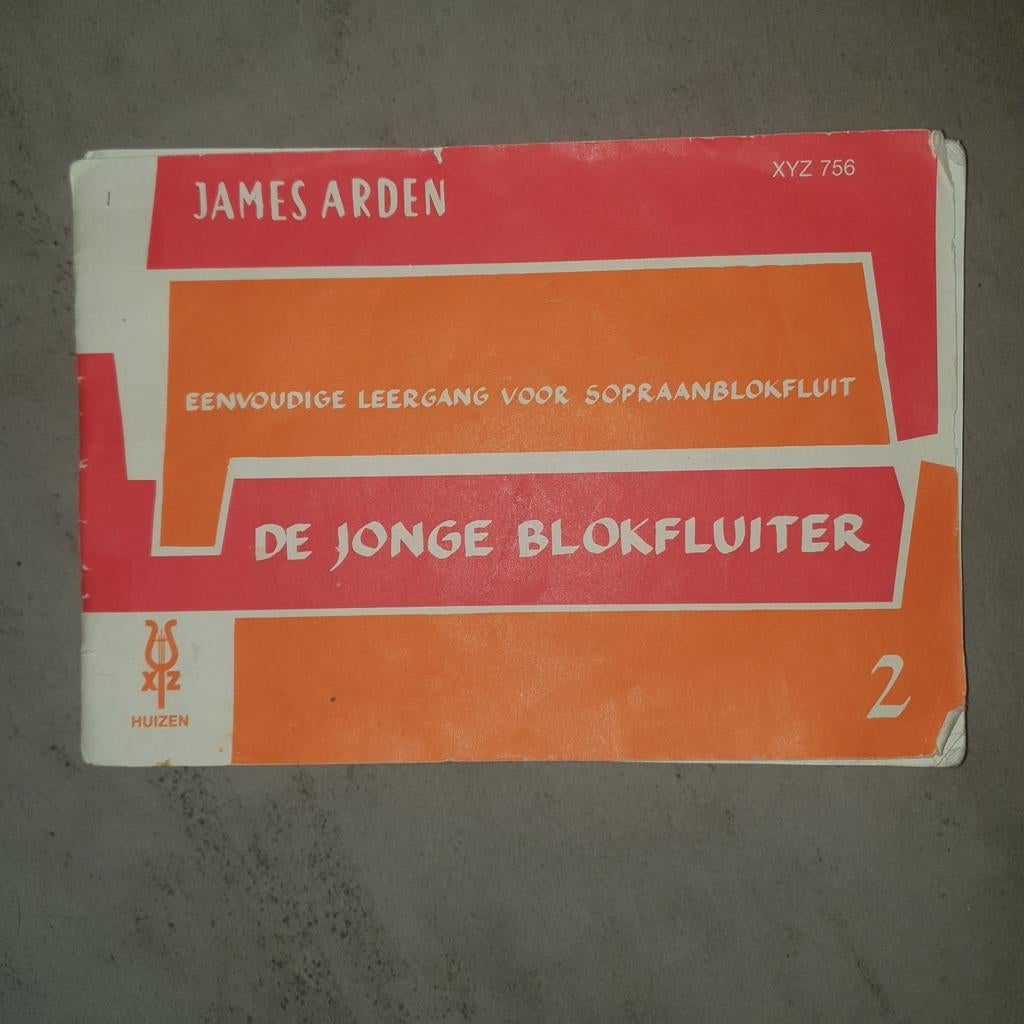 JAMES ARDEN
XYZ 756
EENVOUDIGE LEERGANG VOOR SOPRAANBLOKFLUIT
DE JONGE BLOKFLUITER
XYZ
HUIZEN
2